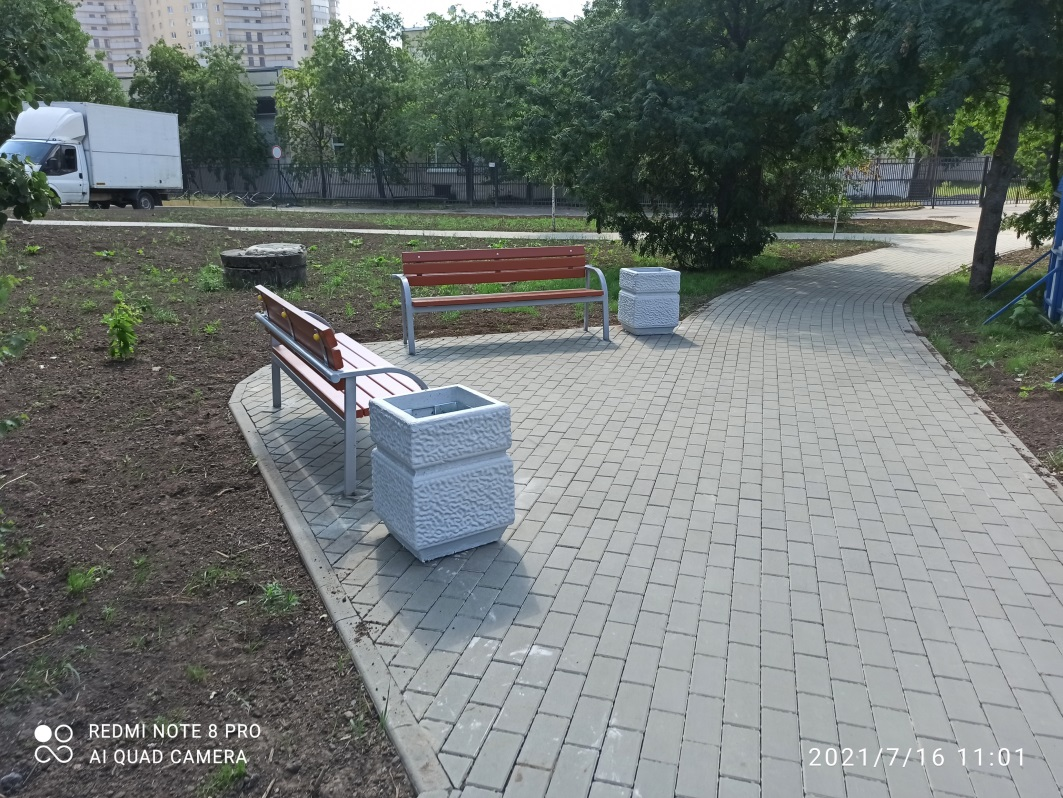 REDMI NOTE 8 PRO
AI QUAD CAMERA
2021/7/16 11:01